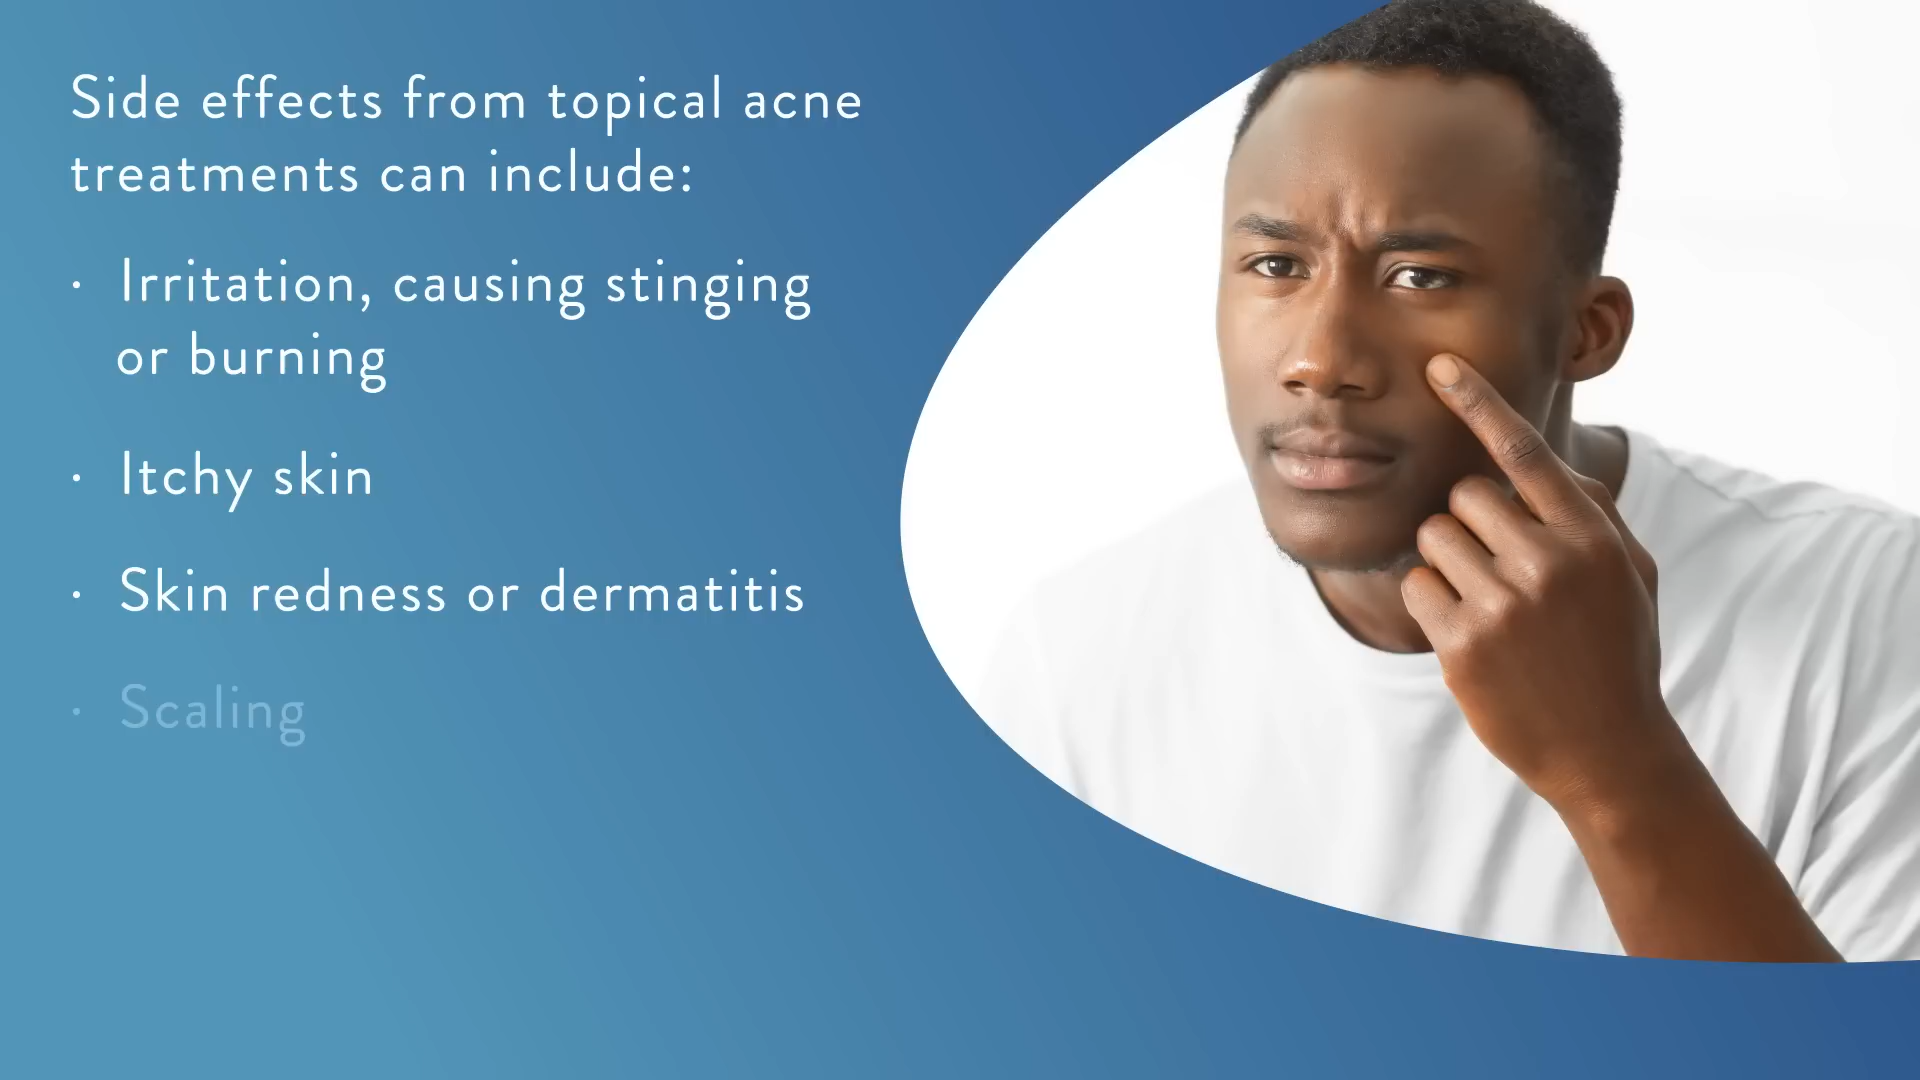 Side effects from topical acne
treatments can include:
· Irritation, causing stinging
or burning
· Itchy skin
· Skin redness or dermatitis
· Scaling